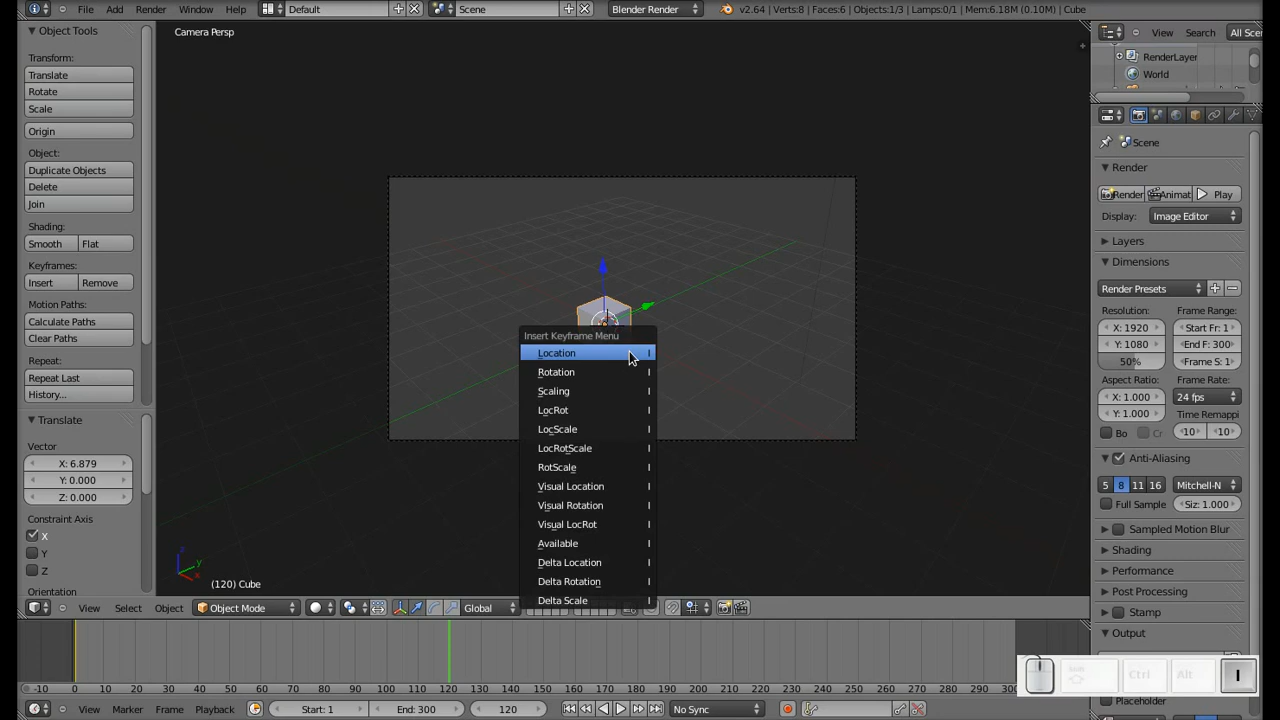 File Add Render Window Help Default Scene Blender Render v2.64 | Verts:8 | Faces:6 | Objects:1/3 | Lamps:0/1 | Mem:6.18M (0.10M) | Cube
Object Tools
Transform:
Translate
Rotate
Scale
Origin
Object:
Duplicate Objects
Delete
Join
Shading:
Smooth Flat
Keyframes:
Insert Remove
Motion Paths:
Calculate Paths
Clear Paths
Repeat:
Repeat Last
History...
Translate
Vector
X: 6.879
Y: 0.000
Z: 0.000
Constraint Axis
X
Y
Z
Orientation
Camera Persp
Insert Keyframe Menu
Location I
Rotation I
Scaling I
LocRot I
LocScale I
LocRotScale I
RotScale I
Visual Location I
Visual Rotation I
Visual LocRot I
Available I
Delta Location I
Delta Rotation I
Delta Scale I
z
y
x
(120) Cube
View Select Object Object Mode Global
View Search All Sce
RenderLayer
World
Scene
Render
Render Animat Play
Display: Image Editor
Layers
Dimensions
Render Presets
Resolution: Frame Range:
X: 1920 Start Fr: 1
Y: 1080 End F: 300
50% Frame S: 1
Aspect Ratio: Frame Rate:
X: 1.000 24 fps
Y: 1.000 Time Remappi
Bo Cr 10 10
Anti-Aliasing
5 8 11 16 Mitchell-N
Full Sample Size: 1.000
Sampled Motion Blur
Shading
Performance
Post Processing
Stamp
Output
Placeholder
Shift Ctrl Alt I
-10 0 10 20 30 40 50 60 70 80 90 100 110 120 130 140 150 160 170 180 190 200 210 220 230 240 250 260 270 280 290 300
View Marker Frame Playback Start: 1 End: 300 120 No Sync